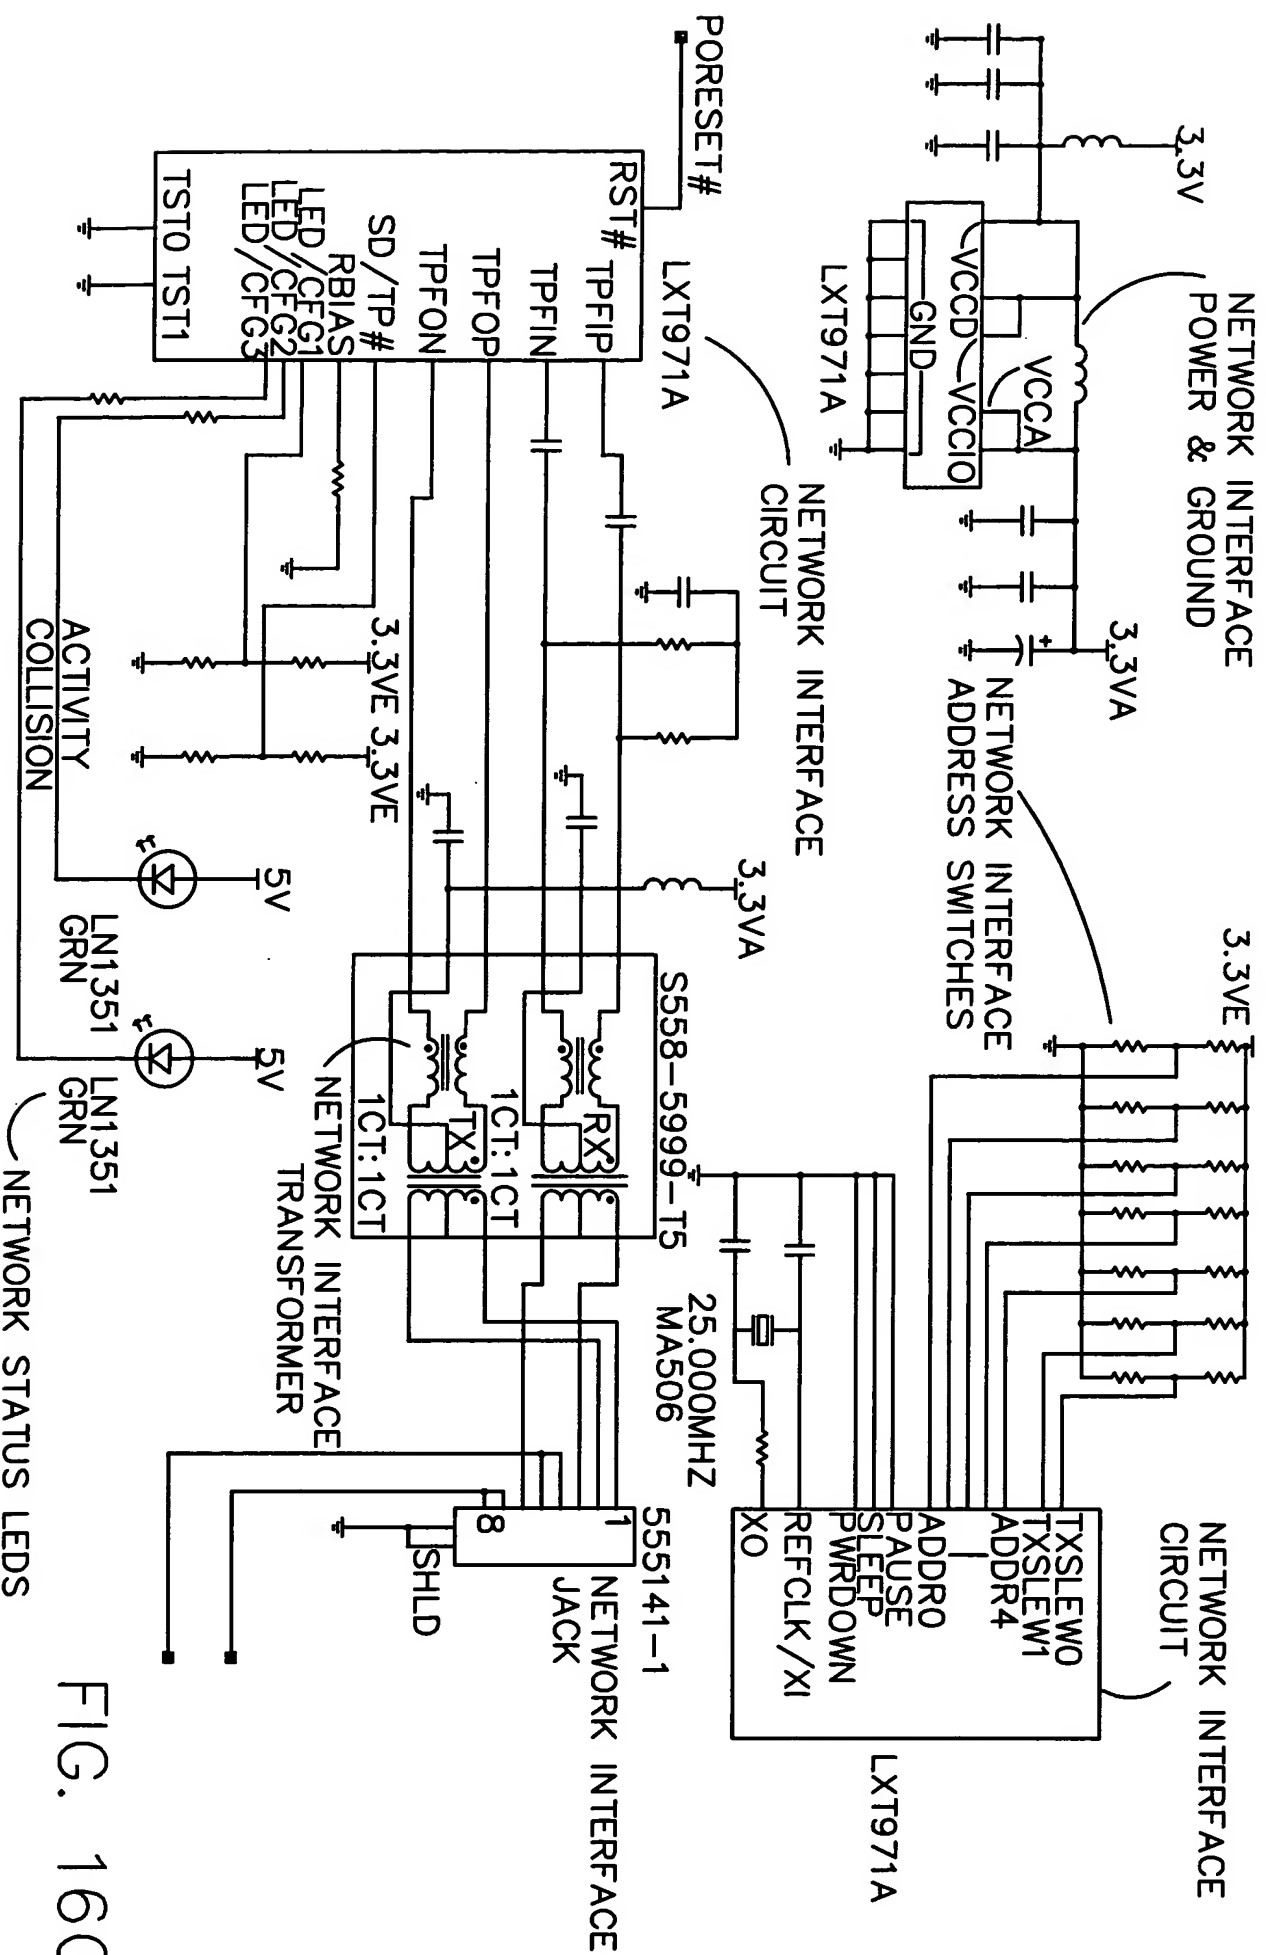 NETWORK INTERFACE
POWER & GROUND
3.3V
VCCD
VCCIO
VCCA
GND
LXT971A
3.3VA
NETWORK INTERFACE
ADDRESS SWITCHES
3.3VE
NETWORK INTERFACE
CIRCUIT
TXSLEW0
TXSLEW1
ADDR4
ADDR0
PAUSE
SLEEP
PWRDOWN
REFCLK/XI
XO
LXT971A
25.000MHZ
MA506
PORESET#
LXT971A
NETWORK INTERFACE
CIRCUIT
RST#
TPFIP
TPFIN
TPFOP
TPFON
SD/TP#
RBIAS
LED/CFG1
LED/CFG2
LED/CFG3
TST0 TST1
3.3VA
S558-5999-T5
RX
1CT:1CT
TX
1CT:1CT
NETWORK INTERFACE
TRANSFORMER
555141-1
1
8
SHLD
NETWORK INTERFACE
JACK
3.3VE 3.3VE
ACTIVITY
COLLISION
5V
LN1351
GRN
5V
LN1351
GRN
NETWORK STATUS LEDS